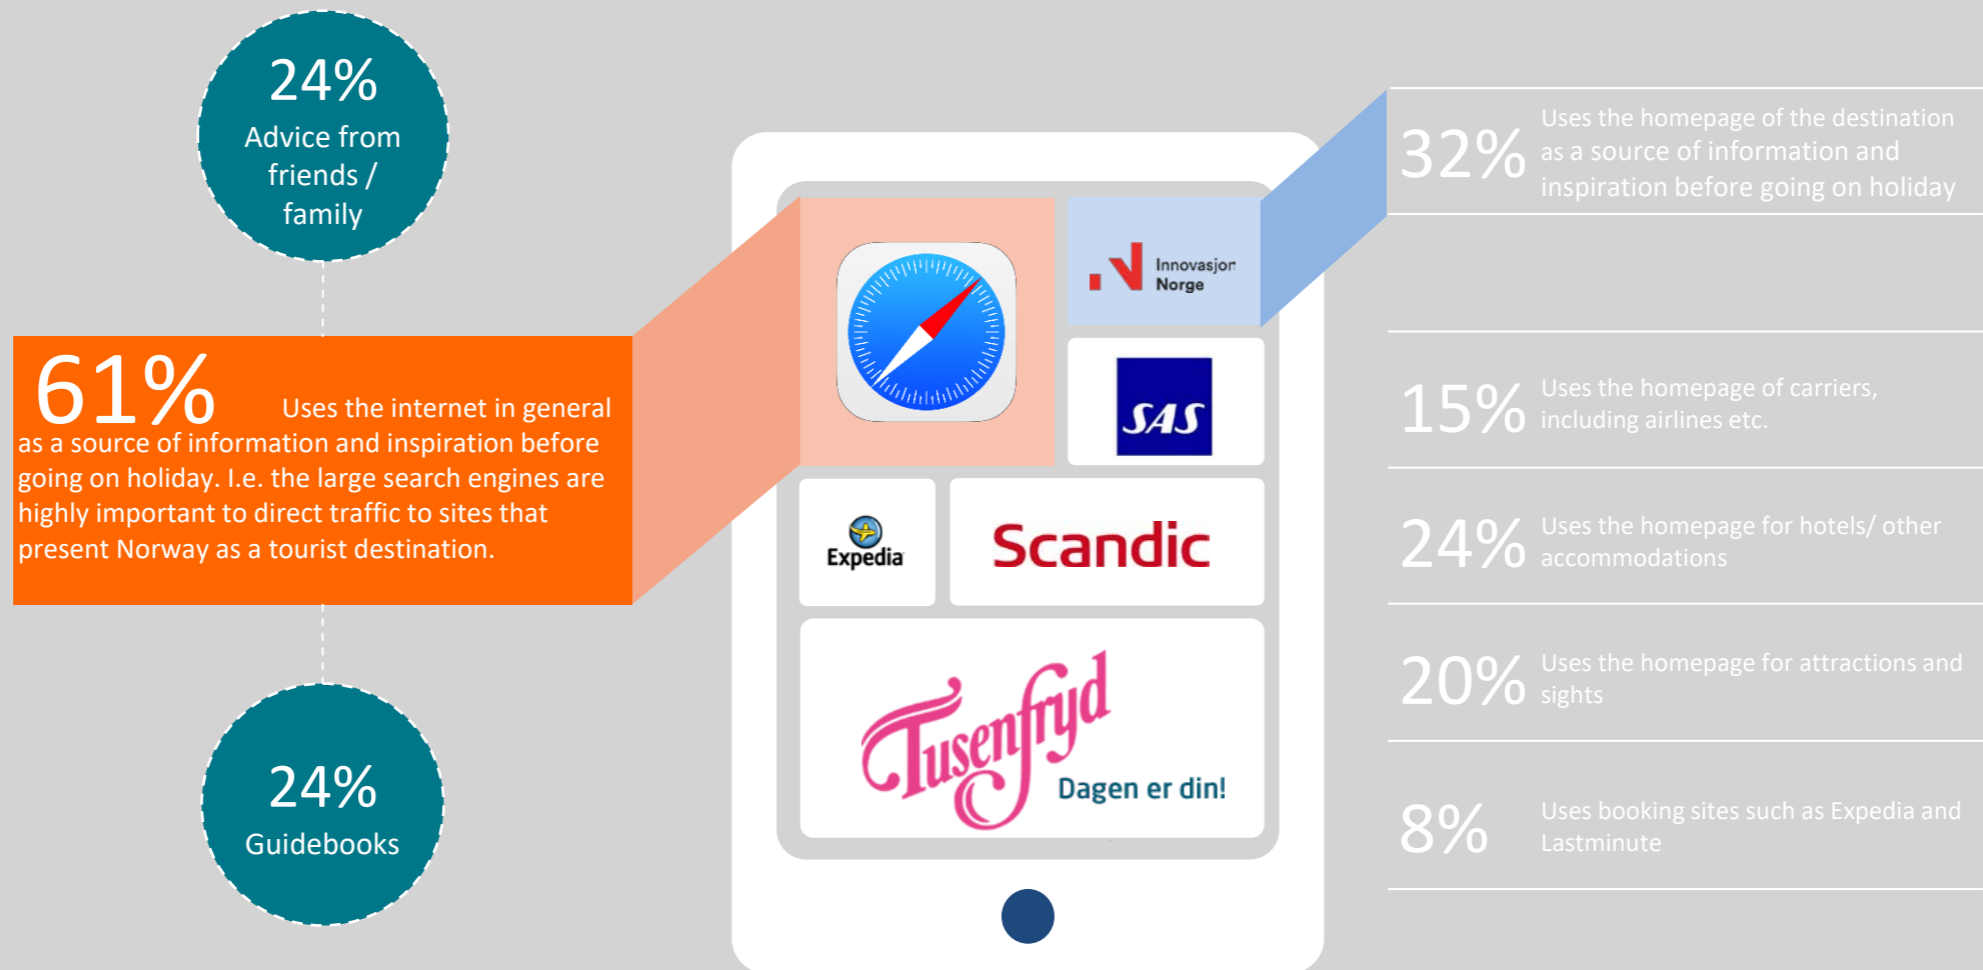 24%
Advice from
friends /
family
61% Uses the internet in general
as a source of information and inspiration before
going on holiday. I.e. the large search engines are
highly important to direct traffic to sites that
present Norway as a tourist destination.
24%
Guidebooks
Innovasjon
Norge
SAS
Expedia
Scandic
Tusenfryd
Dagen er din!
32% Uses the homepage of the destination
as a source of information and
inspiration before going on holiday
15% Uses the homepage of carriers,
including airlines etc.
24% Uses the homepage for hotels/ other
accommodations
20% Uses the homepage for attractions and
sights
8% Uses booking sites such as Expedia and
Lastminute